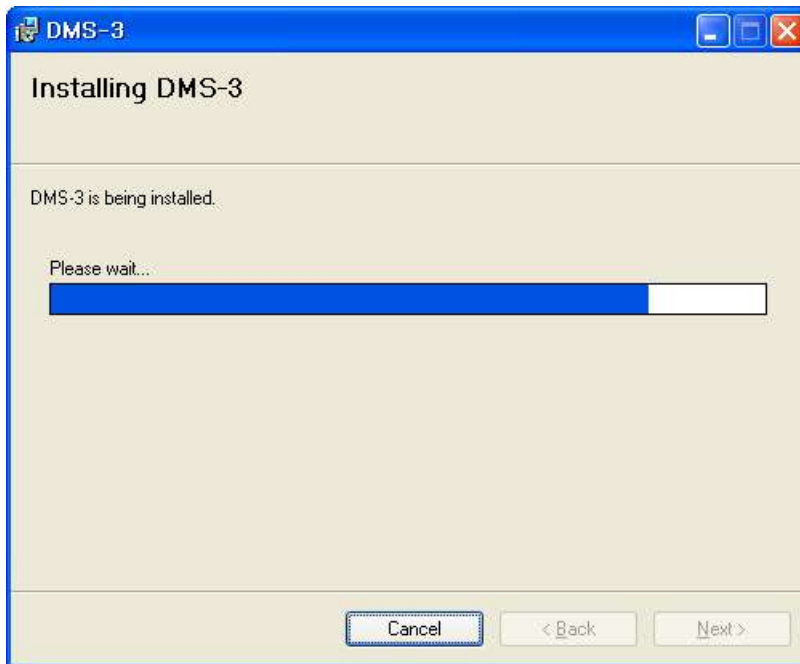 DMS-3
Installing DMS-3
DMS-3 is being installed.
Please wait...
Cancel
< Back
Next >